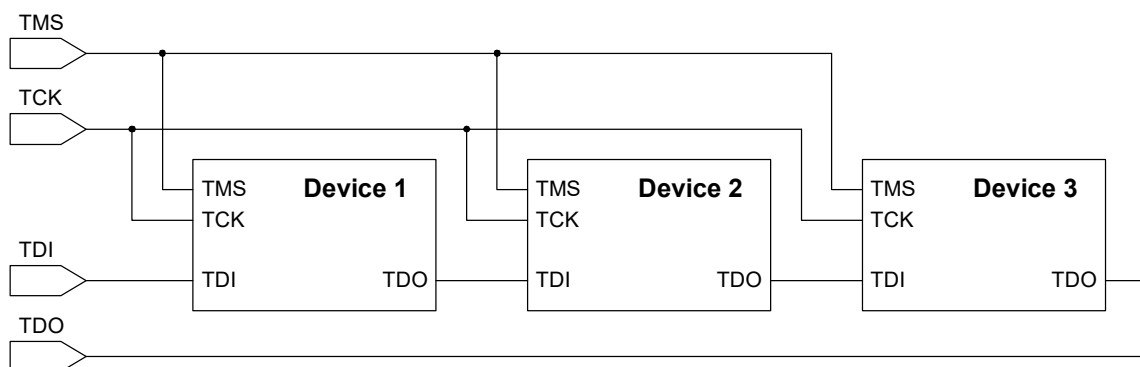 TMS
TCK
TMS Device 1
TCK
TMS Device 2
TCK
TMS Device 3
TCK
TDI
TDI TDO
TDI TDO
TDI TDO
TDO